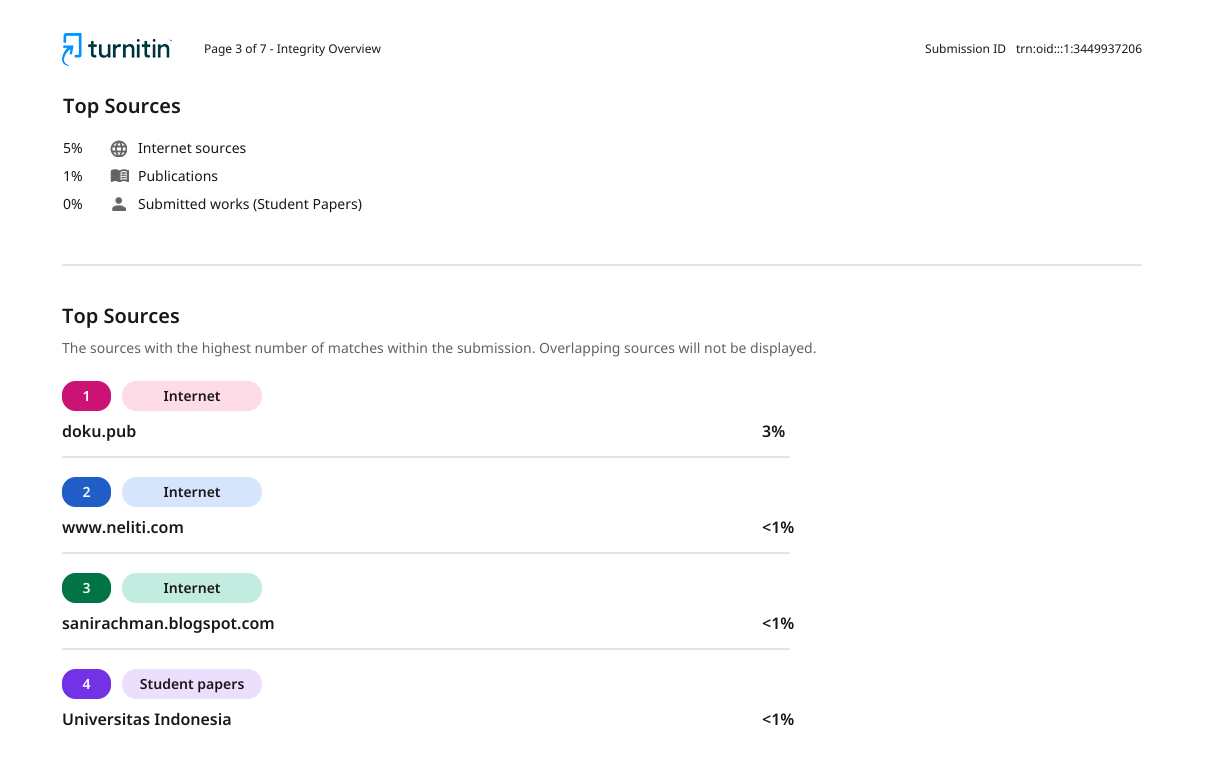 turnitin Page 3 of 7 - Integrity Overview Submission ID trn:oid:::1:3449937206
Top Sources
5% Internet sources
1% Publications
0% Submitted works (Student Papers)
Top Sources
The sources with the highest number of matches within the submission. Overlapping sources will not be displayed.
1 Internet
doku.pub 3%
2 Internet
www.neliti.com <1%
3 Internet
sanirachman.blogspot.com <1%
4 Student papers
Universitas Indonesia <1%